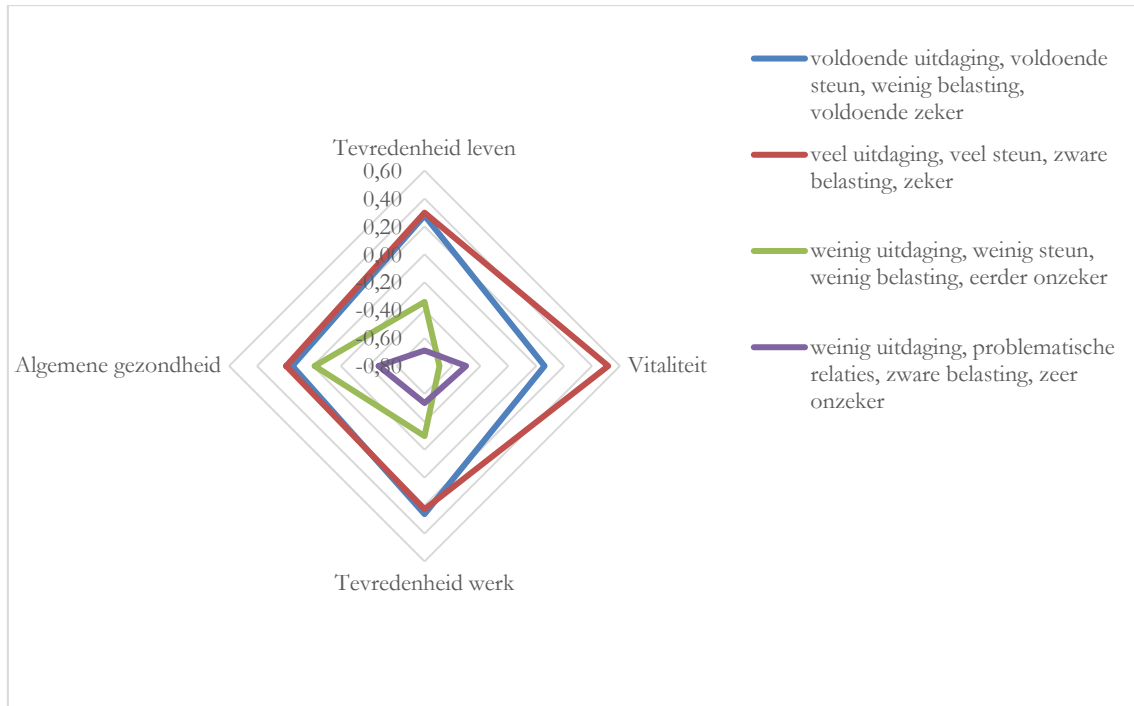 voldoende uitdaging, voldoende
steun, weinig belasting,
voldoende zeker
veel uitdaging, veel steun, zware
belasting, zeker
weinig uitdaging, weinig steun,
weinig belasting, eerder onzeker
weinig uitdaging, problematische
relaties, zware belasting, zeer
onzeker
Tevredenheid leven
0,60
0,40
0,20
0,00
-0,20
-0,40
-0,60
-0,80
Algemene gezondheid
Vitaliteit
Tevredenheid werk